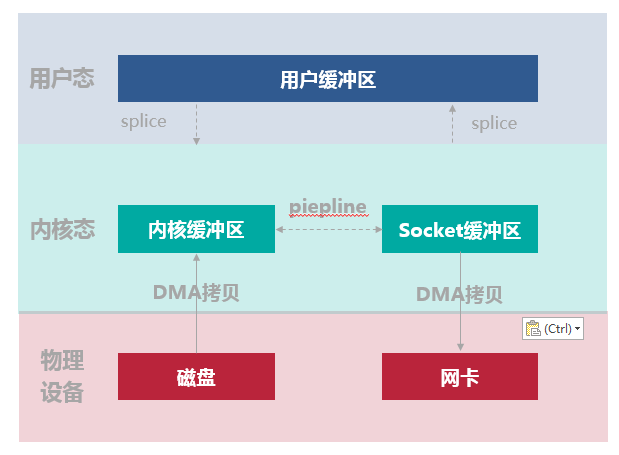 用户态
用户缓冲区
splice
splice
内核态
piepline
内核缓冲区
Socket缓冲区
DMA拷贝
DMA拷贝
(Ctrl)
物理
设备
磁盘
网卡